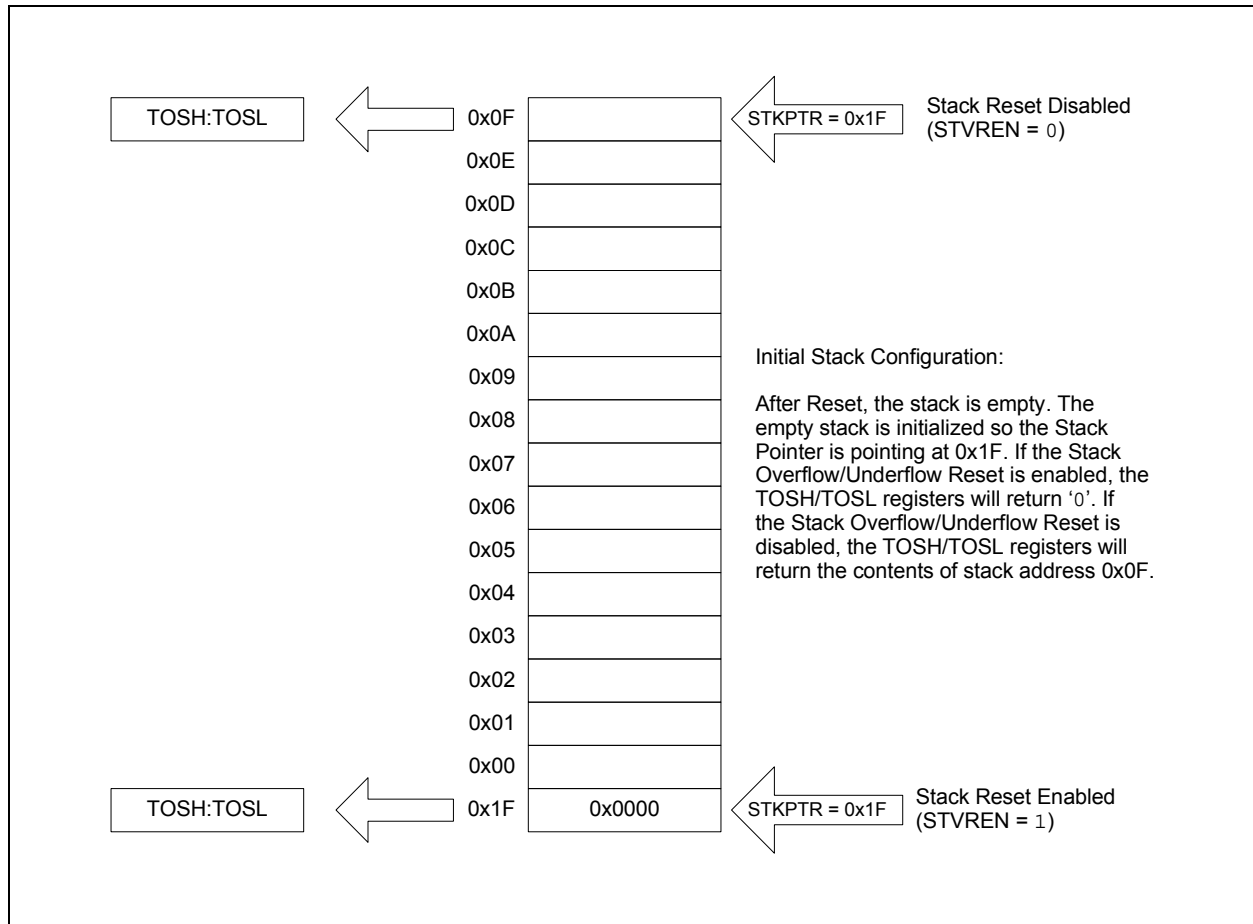 TOSH:TOSL
0x0F
STKPTR = 0x1F
Stack Reset Disabled
(STVREN = 0)
0x0E
0x0D
0x0C
0x0B
0x0A
0x09
0x08
0x07
0x06
0x05
0x04
0x03
0x02
0x01
0x00
Initial Stack Configuration:
After Reset, the stack is empty. The
empty stack is initialized so the Stack
Pointer is pointing at 0x1F. If the Stack
Overflow/Underflow Reset is enabled, the
TOSH/TOSL registers will return ‘0’. If
the Stack Overflow/Underflow Reset is
disabled, the TOSH/TOSL registers will
return the contents of stack address 0x0F.
TOSH:TOSL
0x1F
0x0000
STKPTR = 0x1F
Stack Reset Enabled
(STVREN = 1)